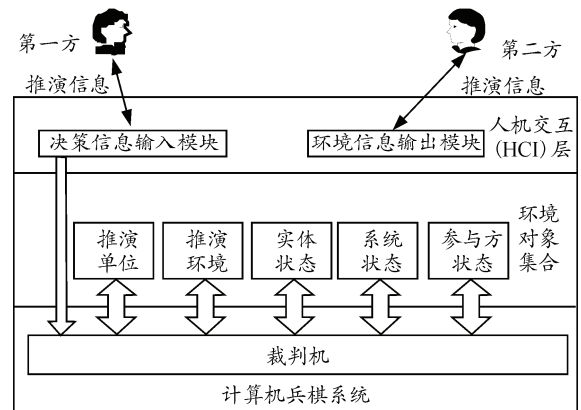 第一方
第二方
推演信息
推演信息
决策信息输入模块
环境信息输出模块
人机交互
(HCI)层
推演
单位
推演
环境
实体
状态
系统
状态
参与方
状态
环境
对象
集合
裁判机
计算机兵棋系统